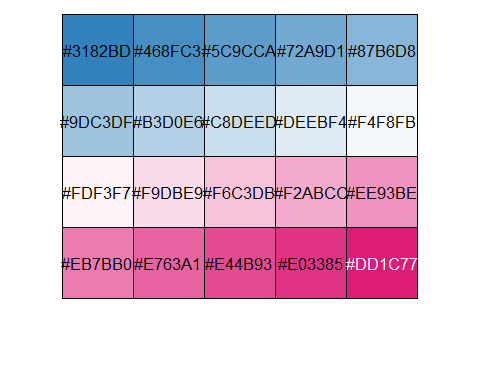 #3182BD #468FC3 #5C9CCA #72A9D1 #87B6D8
#9DC3DF #B3D0E6 #C8DEED #DEEBF4 #F4F8FB
#FDF3F7 #F9DBE9 #F6C3DB #F2ABCC #EE93BE
#EB7BB0 #E763A1 #E44B93 #E03385 #DD1C77